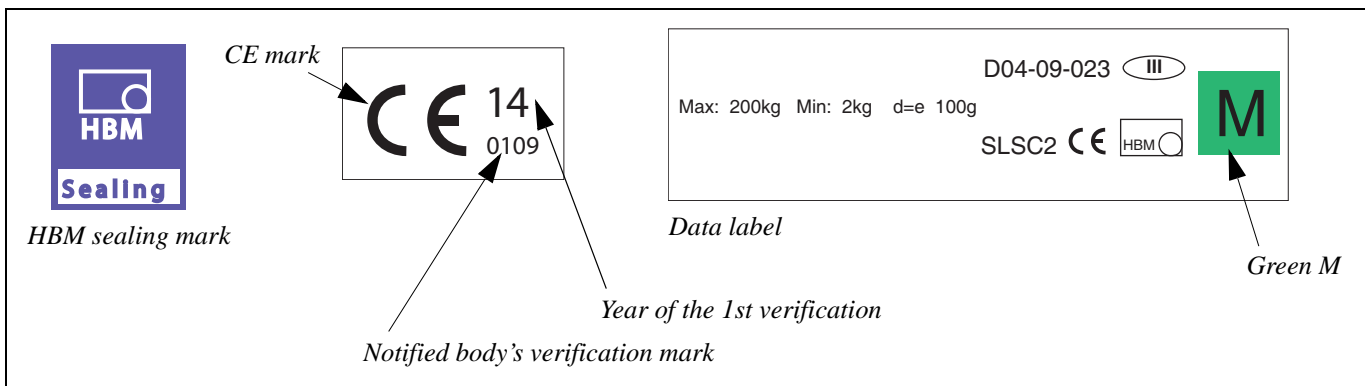 HBM
Sealing
HBM sealing mark
CE mark
CE 14
0109
Year of the 1st verification
Notified body's verification mark
D04-09-023 III
Max: 200kg Min: 2kg d=e 100g
SLSC2 CE HBM
M
Data label
Green M